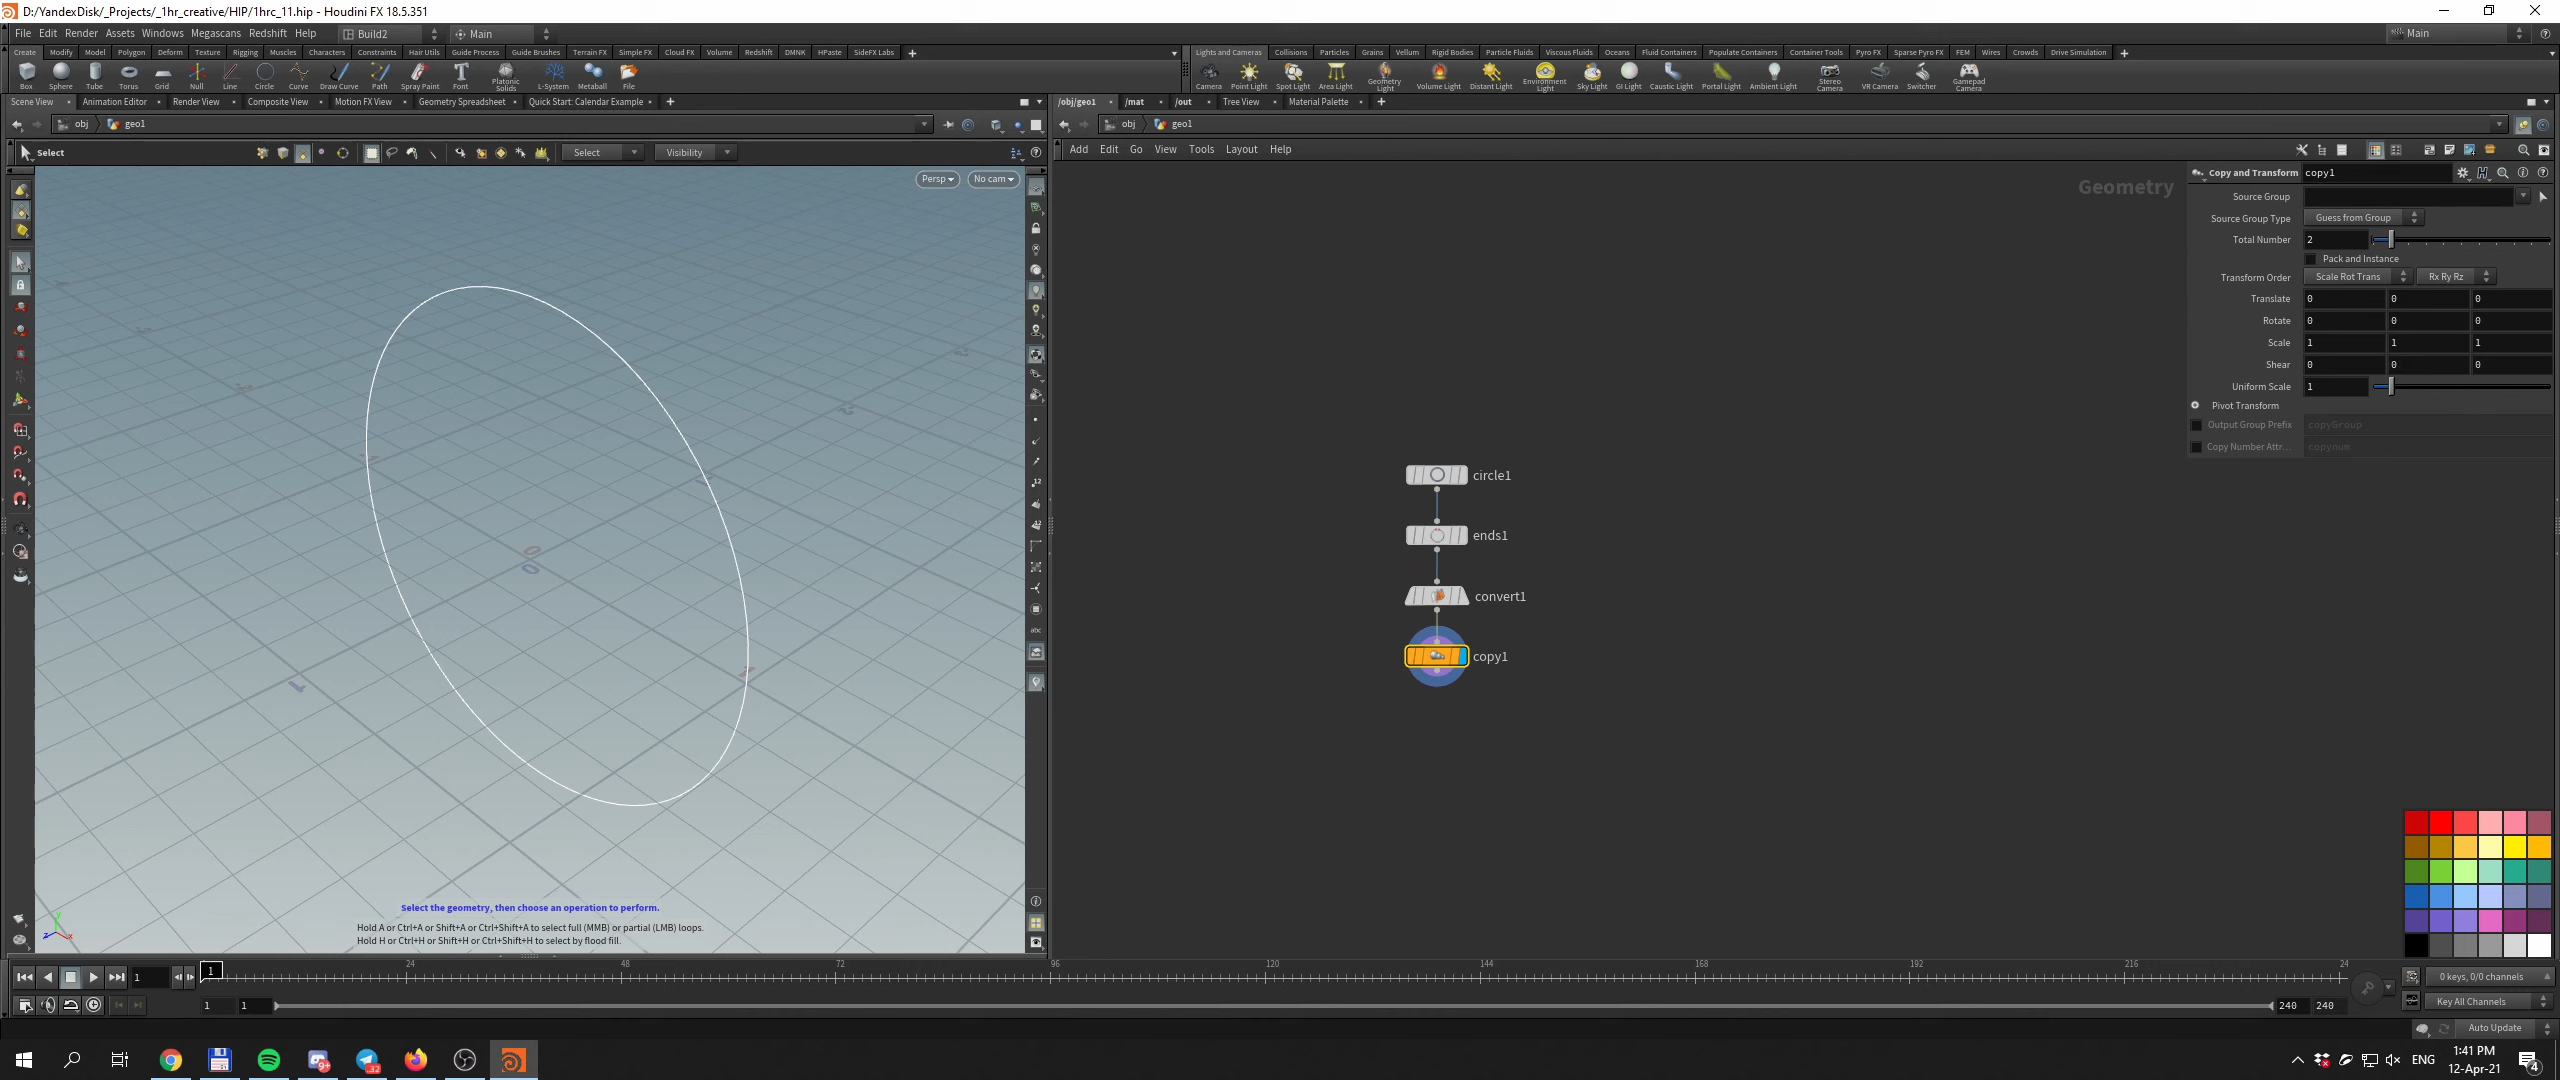 D:/YandexDisk/_Projects/_1hr_creative/HIP/1hrc_11.hip - Houdini FX 18.5.351
File Edit Render Assets Windows Megascans Redshift Help Build2 Main Main
Create Modify Model Polygon Deform Texture Rigging Muscles Characters Constraints Hair Utils Guide Process Guide Brushes Terrain FX Simple FX Cloud FX Volume Redshift DMNK HPaste SideFX Labs
Lights and Cameras Collisions Particles Grains Vellum Rigid Bodies Particle Fluids Viscous Fluids Oceans Fluid Containers Populate Containers Container Tools Pyro FX Sparse Pyro FX FEM Wires Crowds Drive Simulation
Box Sphere Tube Torus Grid Null Line Circle Curve Draw Curve Path Spray Paint Font Platonic Solids L-System Metaball File
Camera Point Light Spot Light Area Light Geometry Light Volume Light Distant Light Environment Light Sky Light GI Light Caustic Light Portal Light Ambient Light Stereo Camera VR Camera Switcher Gamepad Camera
Scene View Animation Editor Render View Composite View Motion FX View Geometry Spreadsheet Quick Start: Calendar Example
/obj/geo1 /mat /out Tree View Material Palette
obj geo1
obj geo1
Select Select Visibility
Add Edit Go View Tools Layout Help
Persp No cam
Geometry
Copy and Transform copy1
Source Group
Source Group Type Guess from Group
Total Number 2
Pack and Instance
Transform Order Scale Rot Trans Rx Ry Rz
Translate 0 0 0
Rotate 0 0 0
Scale 1 1 1
Shear 0 0 0
Uniform Scale 1
Pivot Transform
Output Group Prefix copyGroup
Copy Number Attr... copynum
circle1
ends1
convert1
copy1
0
0
1
12
12
abc
Select the geometry, then choose an operation to perform.
Hold A or Ctrl+A or Shift+A or Ctrl+Shift+A to select full (MMB) or partial (LMB) loops.
Hold H or Ctrl+H or Shift+H or Ctrl+Shift+H to select by flood fill.
y
z x
1 1 24 48 72 96 120 144 168 192 216 24
0 keys, 0/0 channels
1 1 240 240
Key All Channels
Auto Update
9+
32
ENG
1:41 PM
12-Apr-21
4